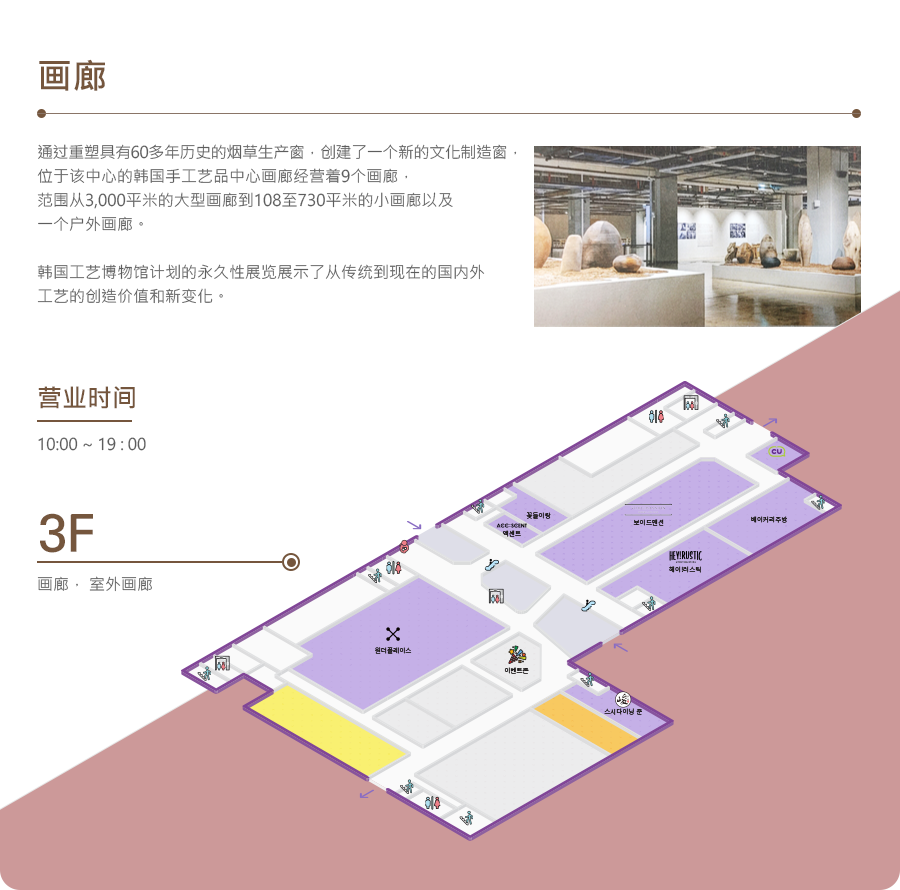 画廊
通过重塑具有60多年历史的烟草生产窗，创建了一个新的文化制造窗，
位于该中心的韩国手工艺品中心画廊经营着9个画廊，
范围从3,000平米的大型画廊到108至730平米的小画廊以及
一个户外画廊。
韩国工艺博物馆计划的永久性展览展示了从传统到现在的国内外
工艺的创造价值和新变化。
营业时间
10:00 ~ 19 : 00
3F
画廊， 室外画廊
CU
꽃들이랑
ACC:SCENT
액센트
보이드맨션
베이커리주방
HEYIRUSTIC
헤이!러스틱
원더플레이스
이벤트존
스시다이닝 쿤